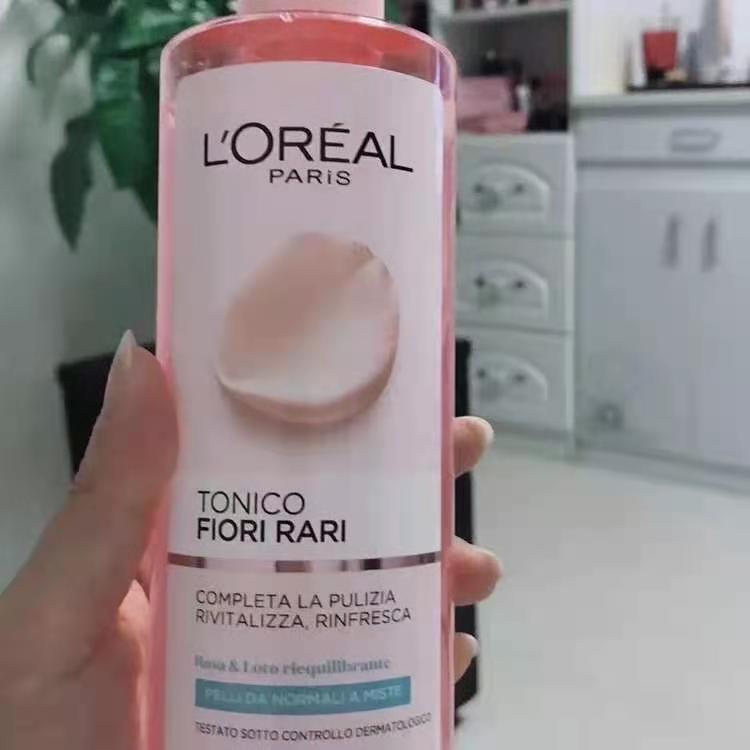 L'ORÉAL
PARiS
TONICO
FIORI RARI
COMPLETA LA PULIZIA
RIVITALIZZA, RINFRESCA
Rosa & Loto riequilibrante
PELLI DA NORMALI A MISTE
TESTATO SOTTO CONTROLLO DERMATOLOGICO